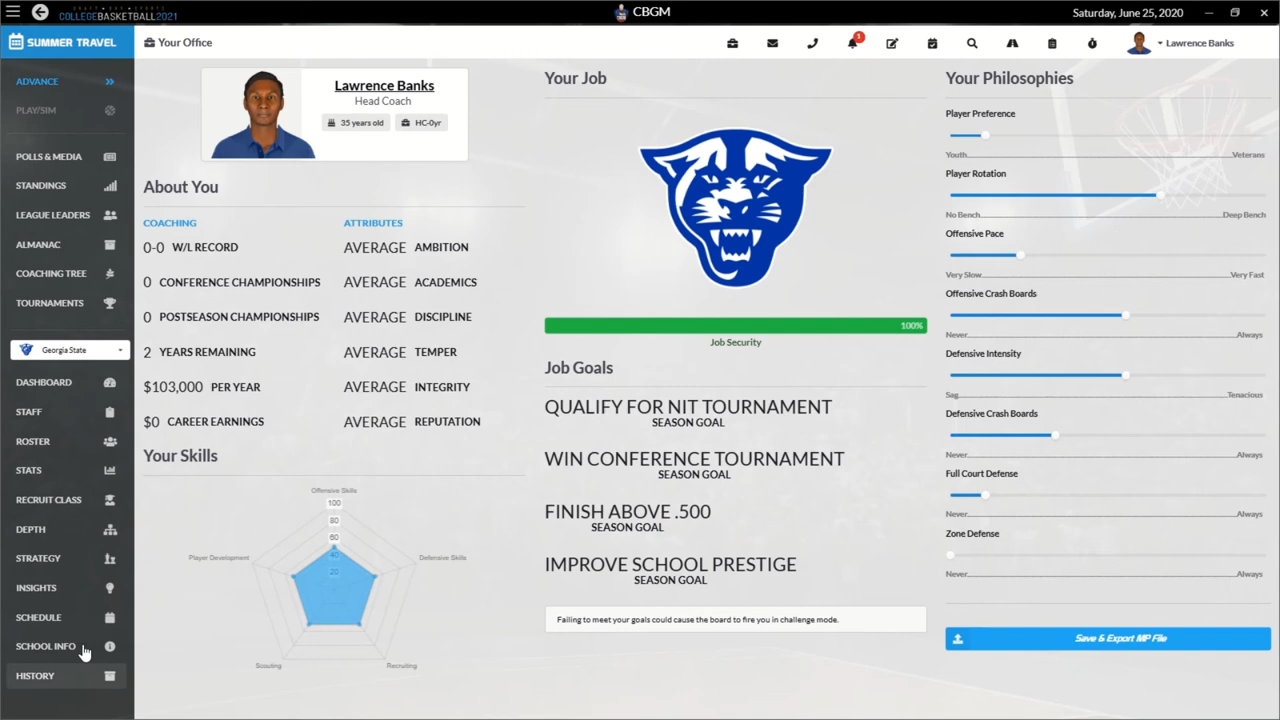 DRAFT DAY SPORTS
COLLEGEBASKETBALL2021
CBGM
Saturday, June 25, 2020
SUMMER TRAVEL
Your Office
1
Lawrence Banks
ADVANCE
PLAY/SIM
POLLS & MEDIA
STANDINGS
LEAGUE LEADERS
ALMANAC
COACHING TREE
TOURNAMENTS
Georgia State
DASHBOARD
STAFF
ROSTER
STATS
RECRUIT CLASS
DEPTH
STRATEGY
INSIGHTS
SCHEDULE
SCHOOL INFO
HISTORY
Lawrence Banks
Head Coach
35 years old HC-0yr
About You
COACHING ATTRIBUTES
0-0 W/L RECORD AVERAGE AMBITION
0 CONFERENCE CHAMPIONSHIPS AVERAGE ACADEMICS
0 POSTSEASON CHAMPIONSHIPS AVERAGE DISCIPLINE
2 YEARS REMAINING AVERAGE TEMPER
$103,000 PER YEAR AVERAGE INTEGRITY
$0 CAREER EARNINGS AVERAGE REPUTATION
Your Skills
Offensive Skills
100
80
60
40
20
Player Development
Defensive Skills
Scouting
Recruiting
Your Job
100%
Job Security
Job Goals
QUALIFY FOR NIT TOURNAMENT
SEASON GOAL
WIN CONFERENCE TOURNAMENT
SEASON GOAL
FINISH ABOVE .500
SEASON GOAL
IMPROVE SCHOOL PRESTIGE
SEASON GOAL
Failing to meet your goals could cause the board to fire you in challenge mode.
Your Philosophies
Player Preference
Youth Veterans
Player Rotation
No Bench Deep Bench
Offensive Pace
Very Slow Very Fast
Offensive Crash Boards
Never Always
Defensive Intensity
Sag Tenacious
Defensive Crash Boards
Never Always
Full Court Defense
Never Always
Zone Defense
Never Always
Save & Export MP File